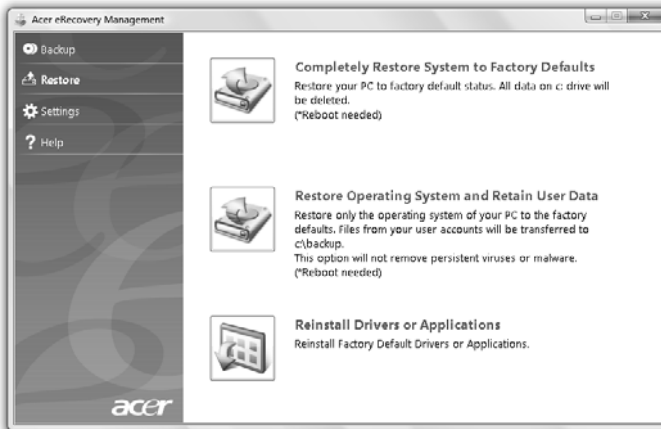 Acer eRecovery Management
Backup
Restore
Settings
? Help
Completely Restore System to Factory Defaults
Restore your PC to factory default status. All data on c: drive will
be deleted.
(*Reboot needed)
Restore Operating System and Retain User Data
Restore only the operating system of your PC to the factory
defaults. Files from your user accounts will be transferred to
c:\backup.
This option will not remove persistent viruses or malware.
(*Reboot needed)
Reinstall Drivers or Applications
Reinstall Factory Default Drivers or Applications.
acer